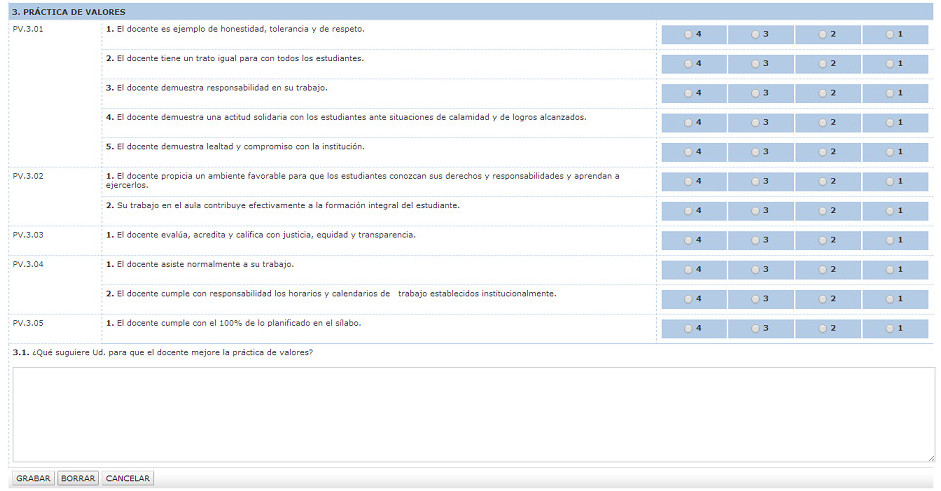 3. PRÁCTICA DE VALORES
PV.3.01 1. El docente es ejemplo de honestidad, tolerancia y de respeto. 4 3 2 1
2. El docente tiene un trato igual para con todos los estudiantes. 4 3 2 1
3. El docente demuestra responsabilidad en su trabajo. 4 3 2 1
4. El docente demuestra una actitud solidaria con los estudiantes ante situaciones de calamidad y de logros alcanzados. 4 3 2 1
5. El docente demuestra lealtad y compromiso con la institución. 4 3 2 1
PV.3.02 1. El docente propicia un ambiente favorable para que los estudiantes conozcan sus derechos y responsabilidades y aprendan a 4 3 2 1
ejercerlos.
2. Su trabajo en el aula contribuye efectivamente a la formación integral del estudiante. 4 3 2 1
PV.3.03 1. El docente evalúa, acredita y califica con justicia, equidad y transparencia. 4 3 2 1
PV.3.04 1. El docente asiste normalmente a su trabajo. 4 3 2 1
2. El docente cumple con responsabilidad los horarios y calendarios de trabajo establecidos institucionalmente. 4 3 2 1
PV.3.05 1. El docente cumple con el 100% de lo planificado en el sílabo. 4 3 2 1
3.1. ¿Qué suguiere Ud. para que el docente mejore la práctica de valores?
GRABAR BORRAR CANCELAR